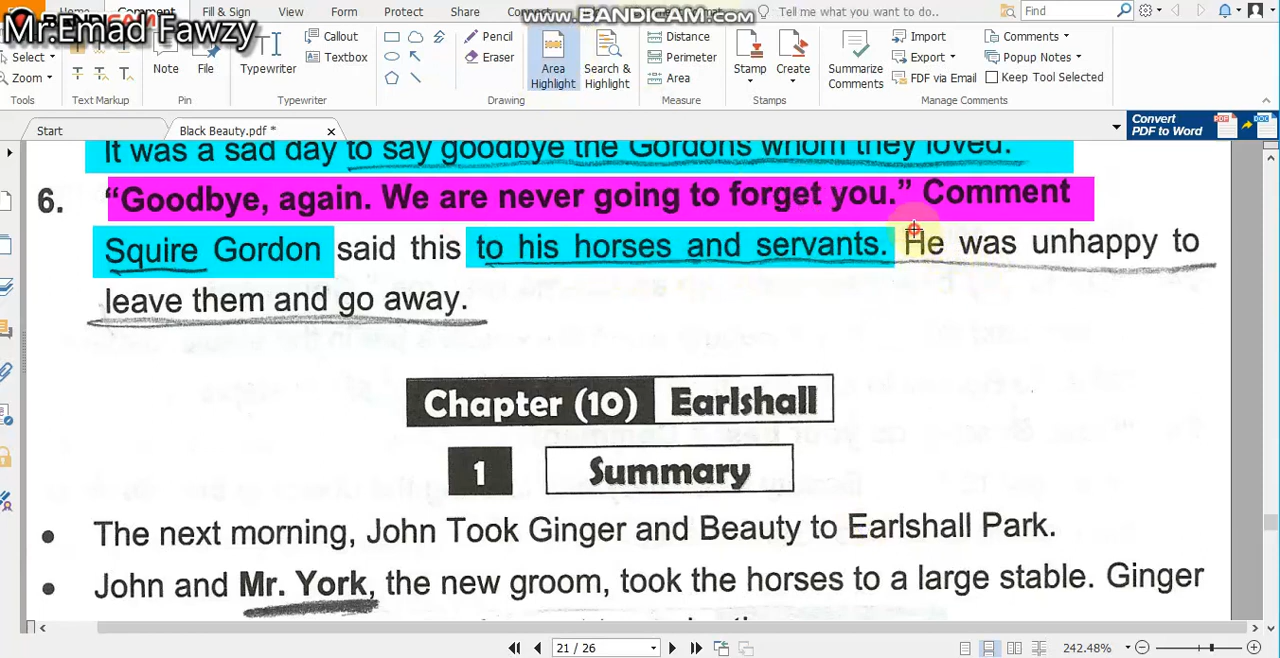 File Home Comment View Form Protect Share Connect Help Tell me what you want to do.. Find
www.BANDICAM.com
BANDICAM
Mr.Emad Fawzy
Select Zoom
Note File Typewriter Callout Textbox Pencil Eraser Area Highlight Search & Highlight Distance Perimeter Area Stamp Create Summarize Comments Import Export FDF via Email Comments Popup Notes Keep Tool Selected
Tools Text Markup Pin Typewriter Drawing Measure Stamps Manage Comments
Start Black Beauty.pdf * Convert PDF to Word
It was a sad day to say goodbye the Gordons whom they loved.
6. “Goodbye, again. We are never going to forget you.” Comment
Squire Gordon said this to his horses and servants. He was unhappy to
leave them and go away.
Chapter (10) Earlshall
1 Summary
• The next morning, John Took Ginger and Beauty to Earlshall Park.
• John and Mr. York, the new groom, took the horses to a large stable. Ginger
21 / 26 242.48%